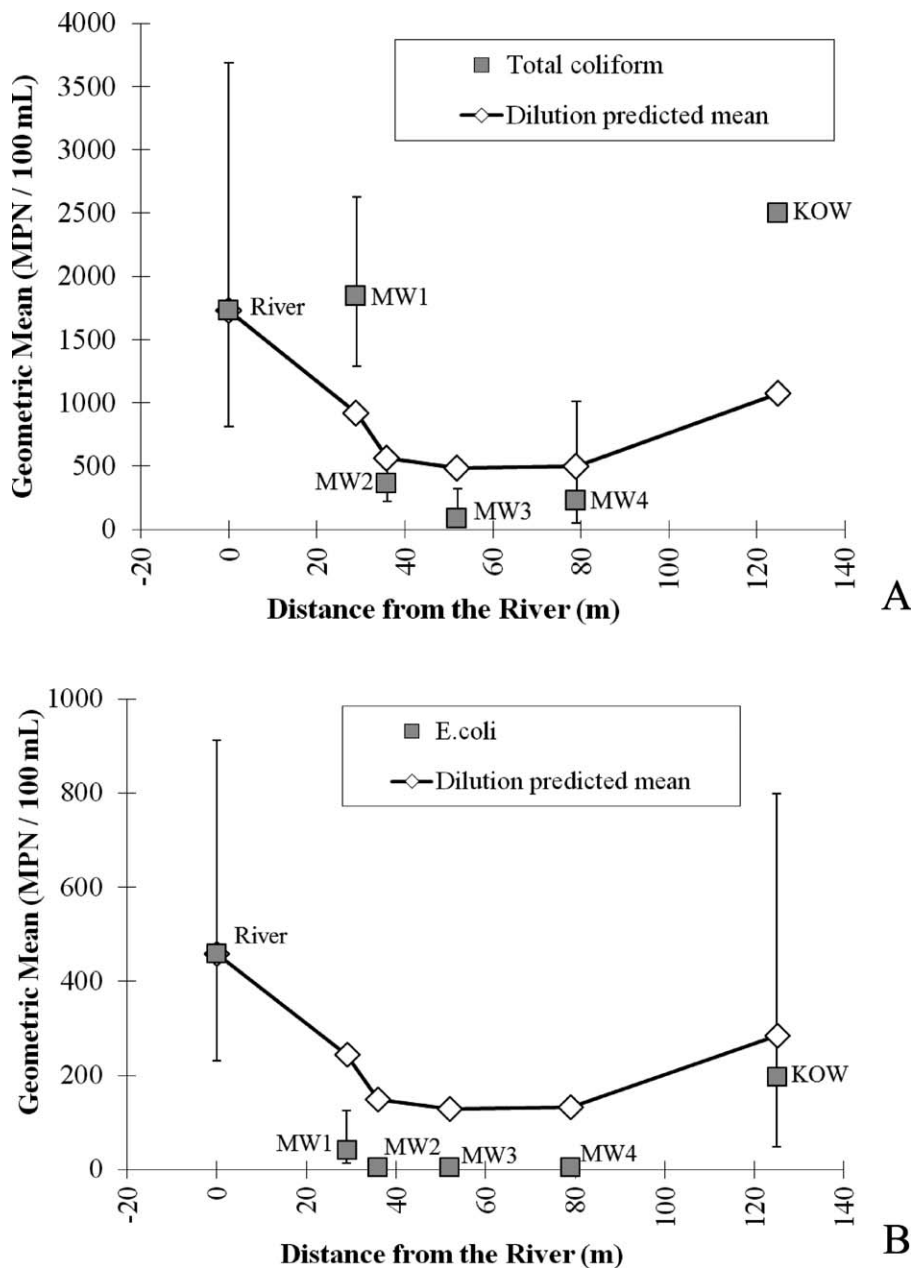 4000
3500
3000
2500
2000
1500
1000
500
0
Geometric Mean (MPN / 100 mL)
Total coliform
Dilution predicted mean
River
MW1
MW2
MW3
MW4
KOW
-20
0
20
40
60
80
100
120
140
Distance from the River (m)
A
1000
800
600
400
200
0
Geometric Mean (MPN / 100 mL)
E.coli
Dilution predicted mean
River
MW1
MW2
MW3
MW4
KOW
-20
0
20
40
60
80
100
120
140
Distance from the River (m)
B